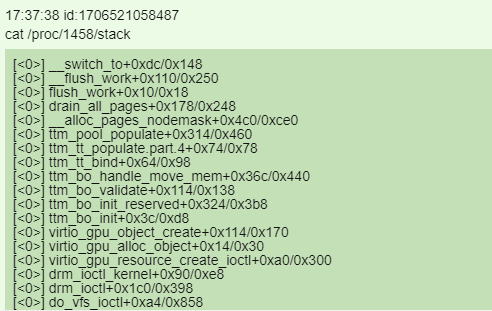 17:37:38 id:1706521058487
cat /proc/1458/stack
[<0>] __switch_to+0xdc/0x148
[<0>] __flush_work+0x110/0x250
[<0>] flush_work+0x10/0x18
[<0>] drain_all_pages+0x178/0x248
[<0>] __alloc_pages_nodemask+0x4c0/0xce0
[<0>] ttm_pool_populate+0x314/0x460
[<0>] ttm_tt_populate.part.4+0x74/0x78
[<0>] ttm_tt_bind+0x64/0x98
[<0>] ttm_bo_handle_move_mem+0x36c/0x440
[<0>] ttm_bo_validate+0x114/0x138
[<0>] ttm_bo_init_reserved+0x324/0x3b8
[<0>] ttm_bo_init+0x3c/0xd8
[<0>] virtio_gpu_object_create+0x114/0x170
[<0>] virtio_gpu_alloc_object+0x14/0x30
[<0>] virtio_gpu_resource_create_ioctl+0xa0/0x300
[<0>] drm_ioctl_kernel+0x90/0xe8
[<0>] drm_ioctl+0x1c0/0x398
[<0>] do_vfs_ioctl+0xa4/0x858